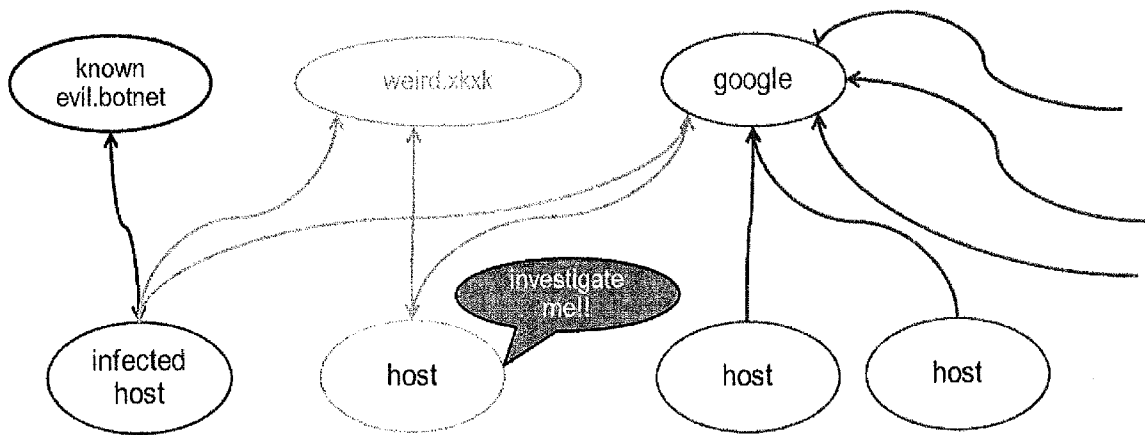 known
evil.botnet
weird.xkxk
google
investigate
me!!
infected
host
host
host
host